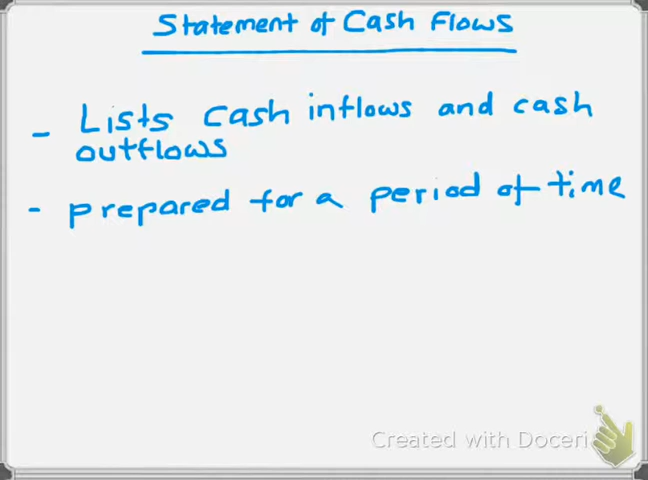 Statement of Cash Flows
- Lists cash inflows and cash
outflows
- prepared for a period of time
Created with Doceri